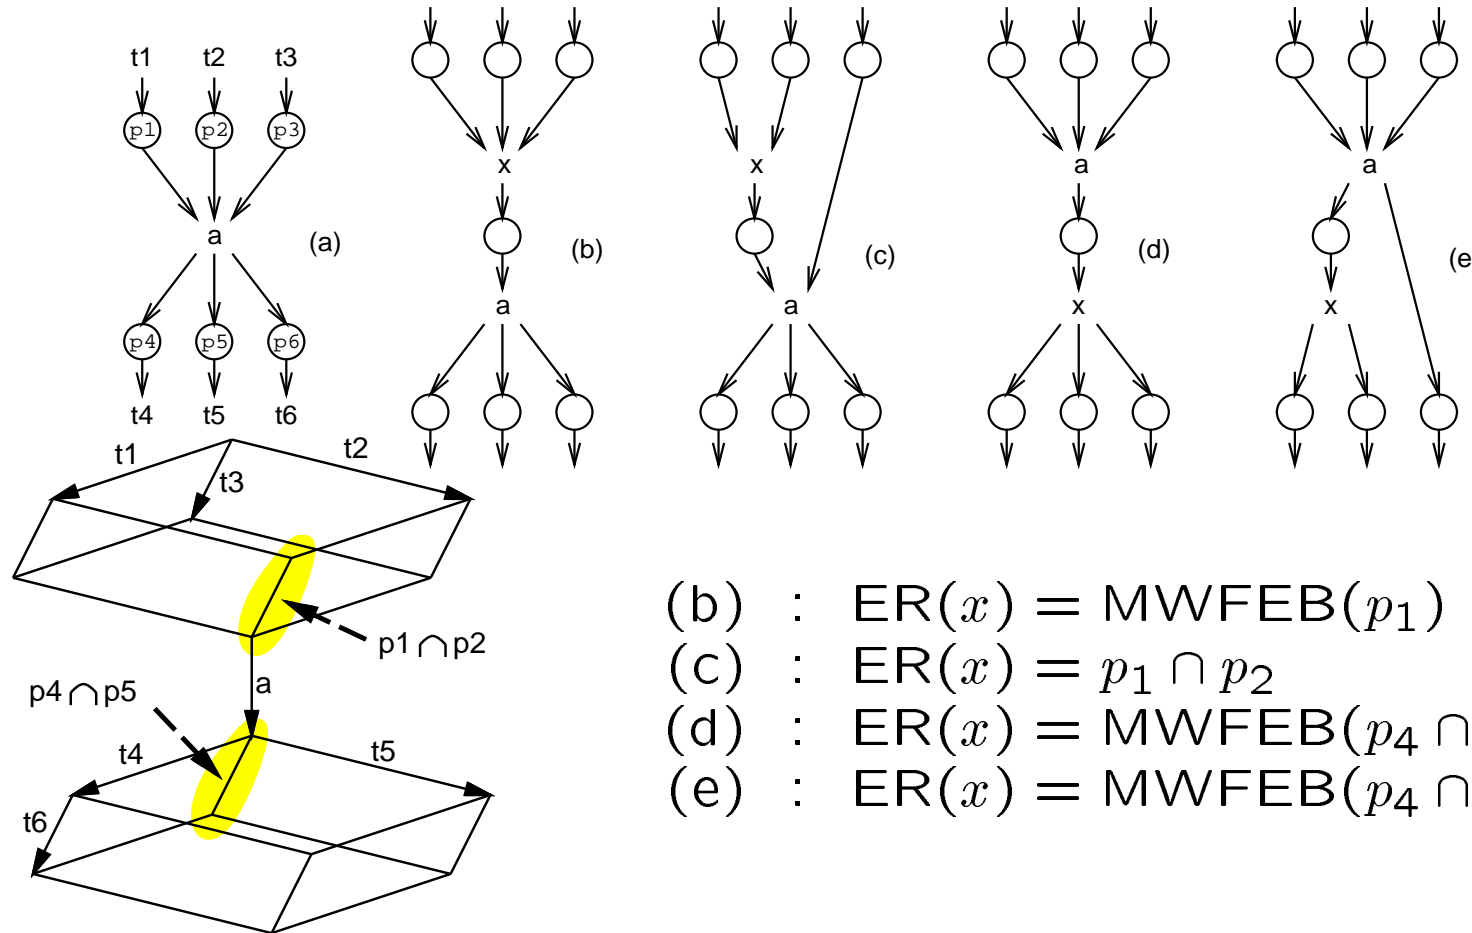 t1 t2 t3
p1 p2 p3
a
(a)
p4 p5 p6
t4 t5 t6
x
a
(b)
x
a
(c)
a
x
(d)
a
x
(e
t1
t2
t3
p1 ∩ p2
a
p4 ∩ p5
t4
t5
t6
(b) : ER(x) = MWFEB(p₁)
(c) : ER(x) = p₁ ∩ p₂
(d) : ER(x) = MWFEB(p₄ ∩
(e) : ER(x) = MWFEB(p₄ ∩